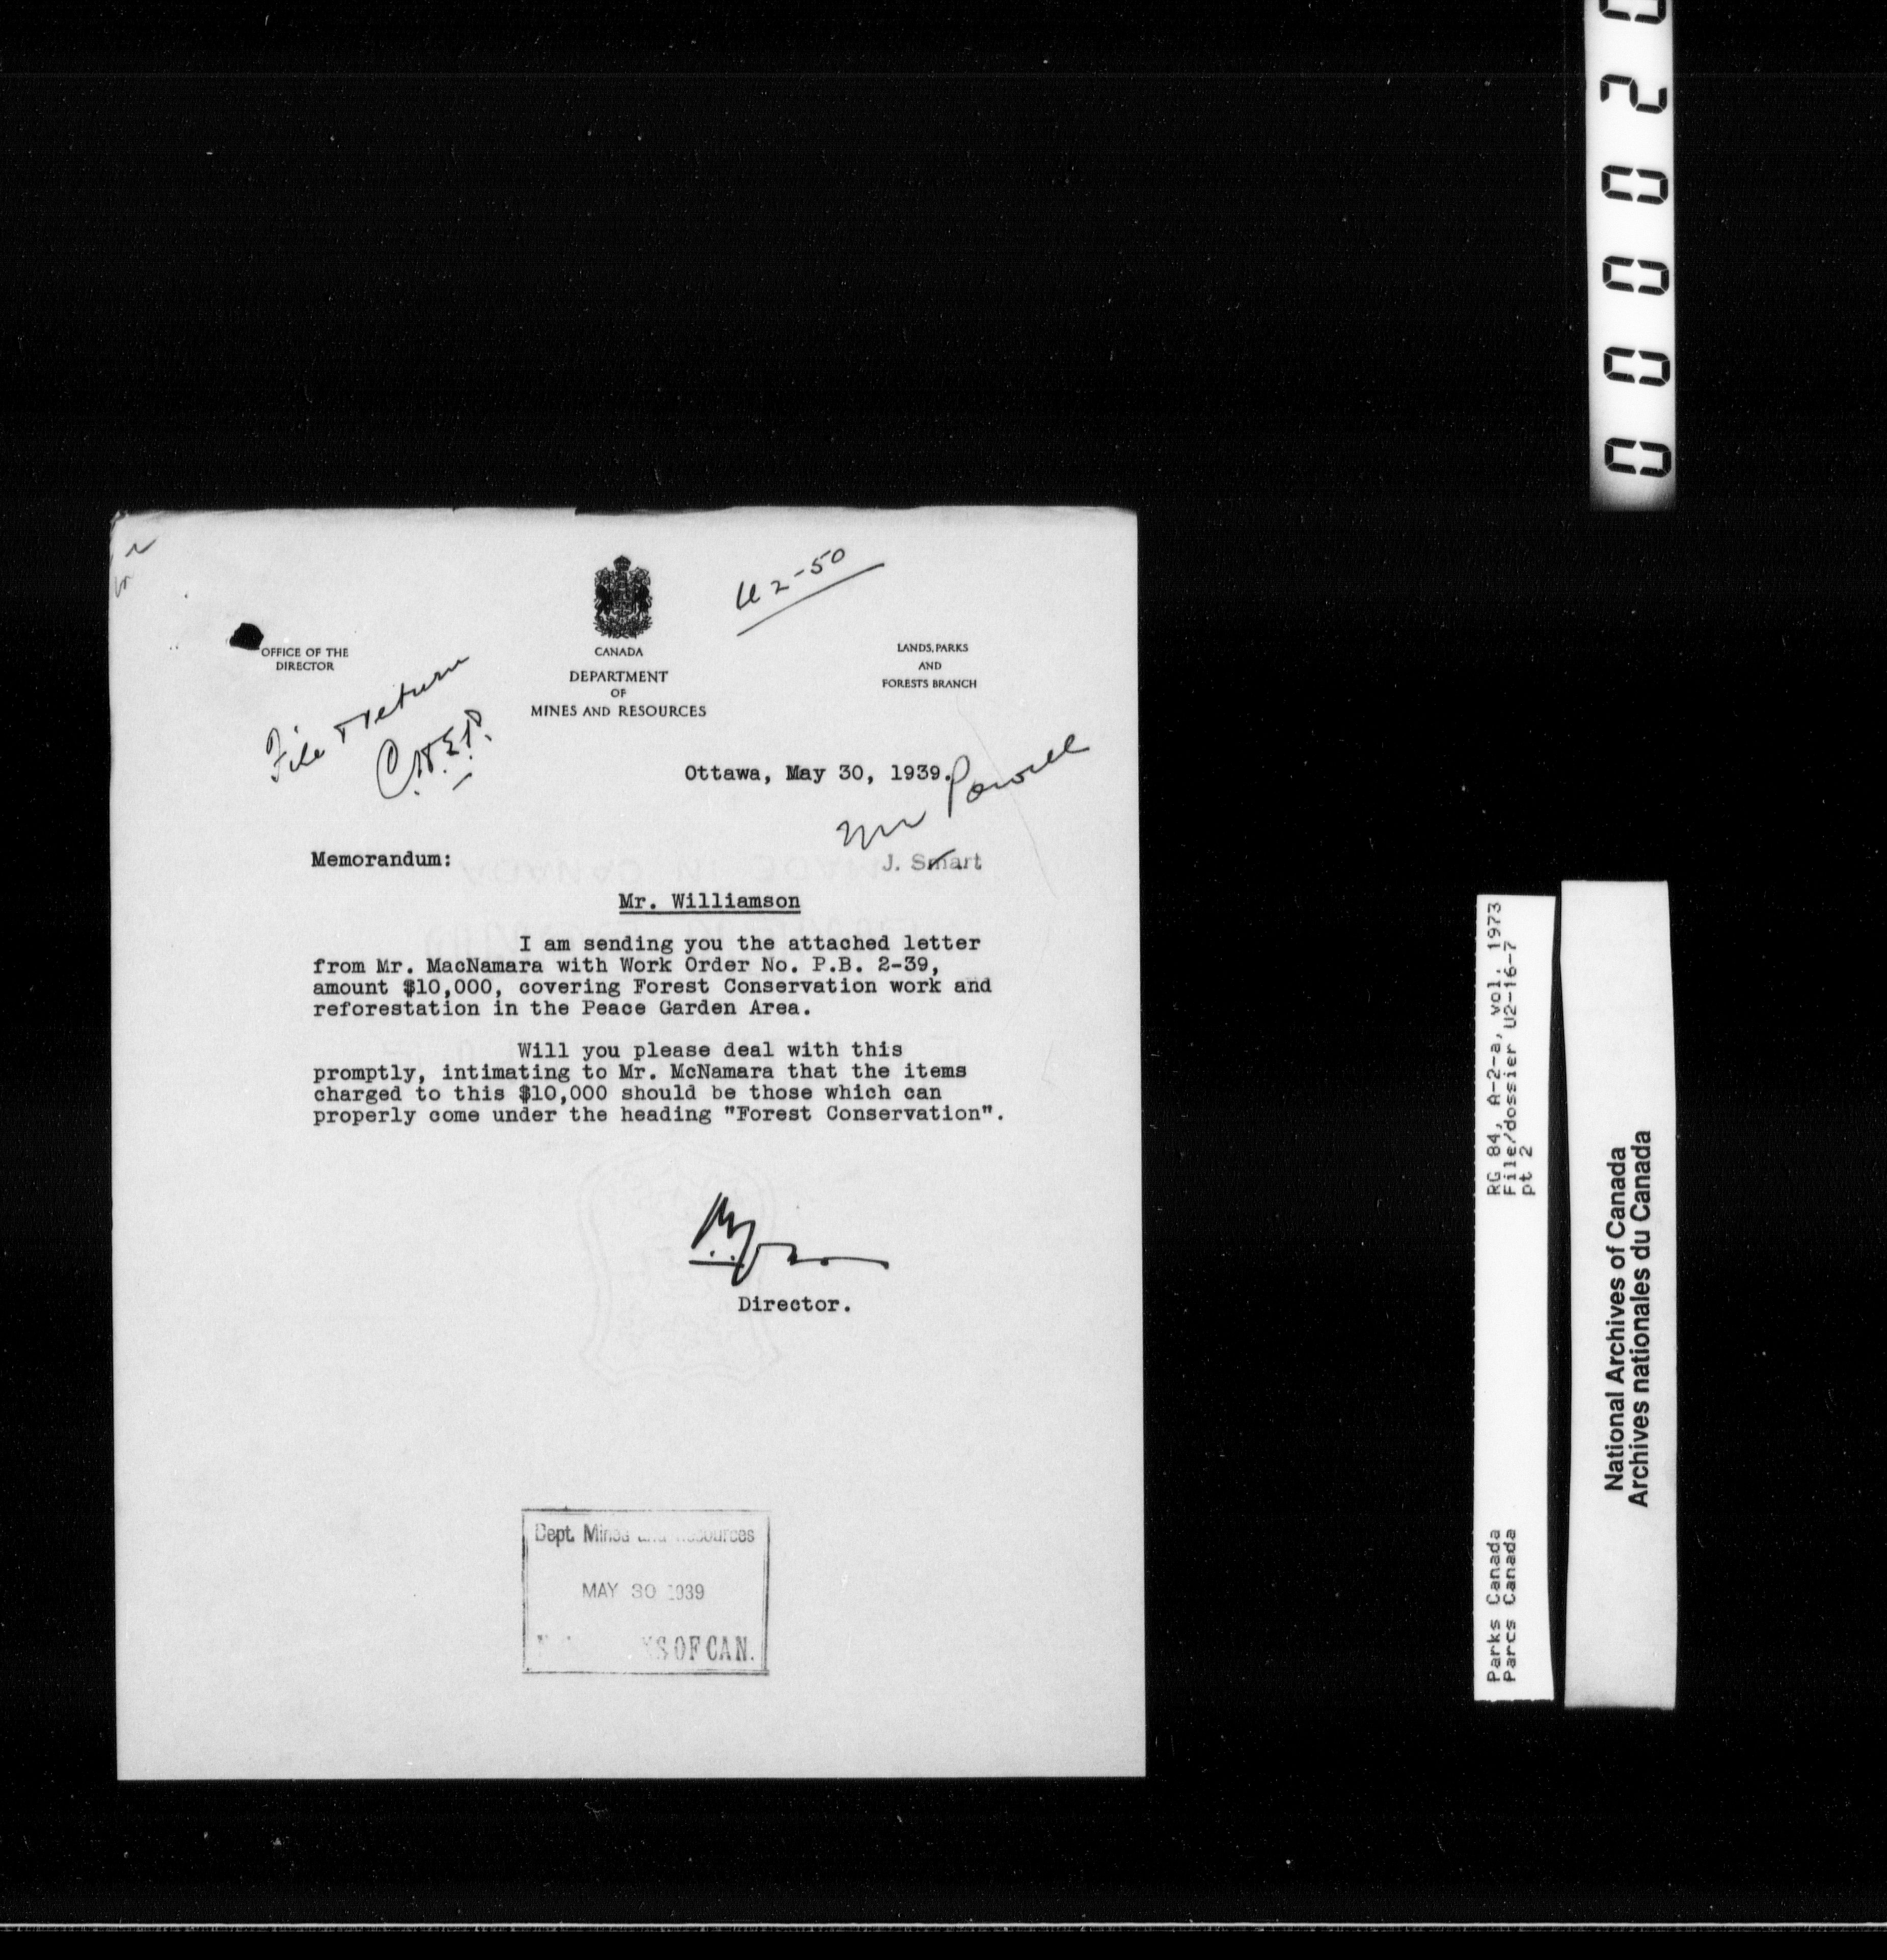 U2-50
OFFICE OF THE
DIRECTOR
CANADA
DEPARTMENT
OF
MINES AND RESOURCES
LANDS, PARKS
AND
FORESTS BRANCH
File return
Ottawa, May 30, 1939.
Mr Powell
Memorandum:
J. Smart
Mr. Williamson
I am sending you the attached letter
from Mr. MacNamara with Work Order No. P.B. 2-39,
amount $10,000, covering Forest Conservation work and
reforestation in the Peace Garden Area.
Will you please deal with this
promptly, intimating to Mr. McNamara that the items
charged to this $10,000 should be those which can
properly come under the heading "Forest Conservation".
Director.
Dept. Mines and Resources
MAY 30 1939
OF CAN.
RG 84, A-2-a, vol. 1973
File/dossier U2-16-7
pt 2
Parks Canada
Parcs Canada
National Archives of Canada
Archives nationales du Canada